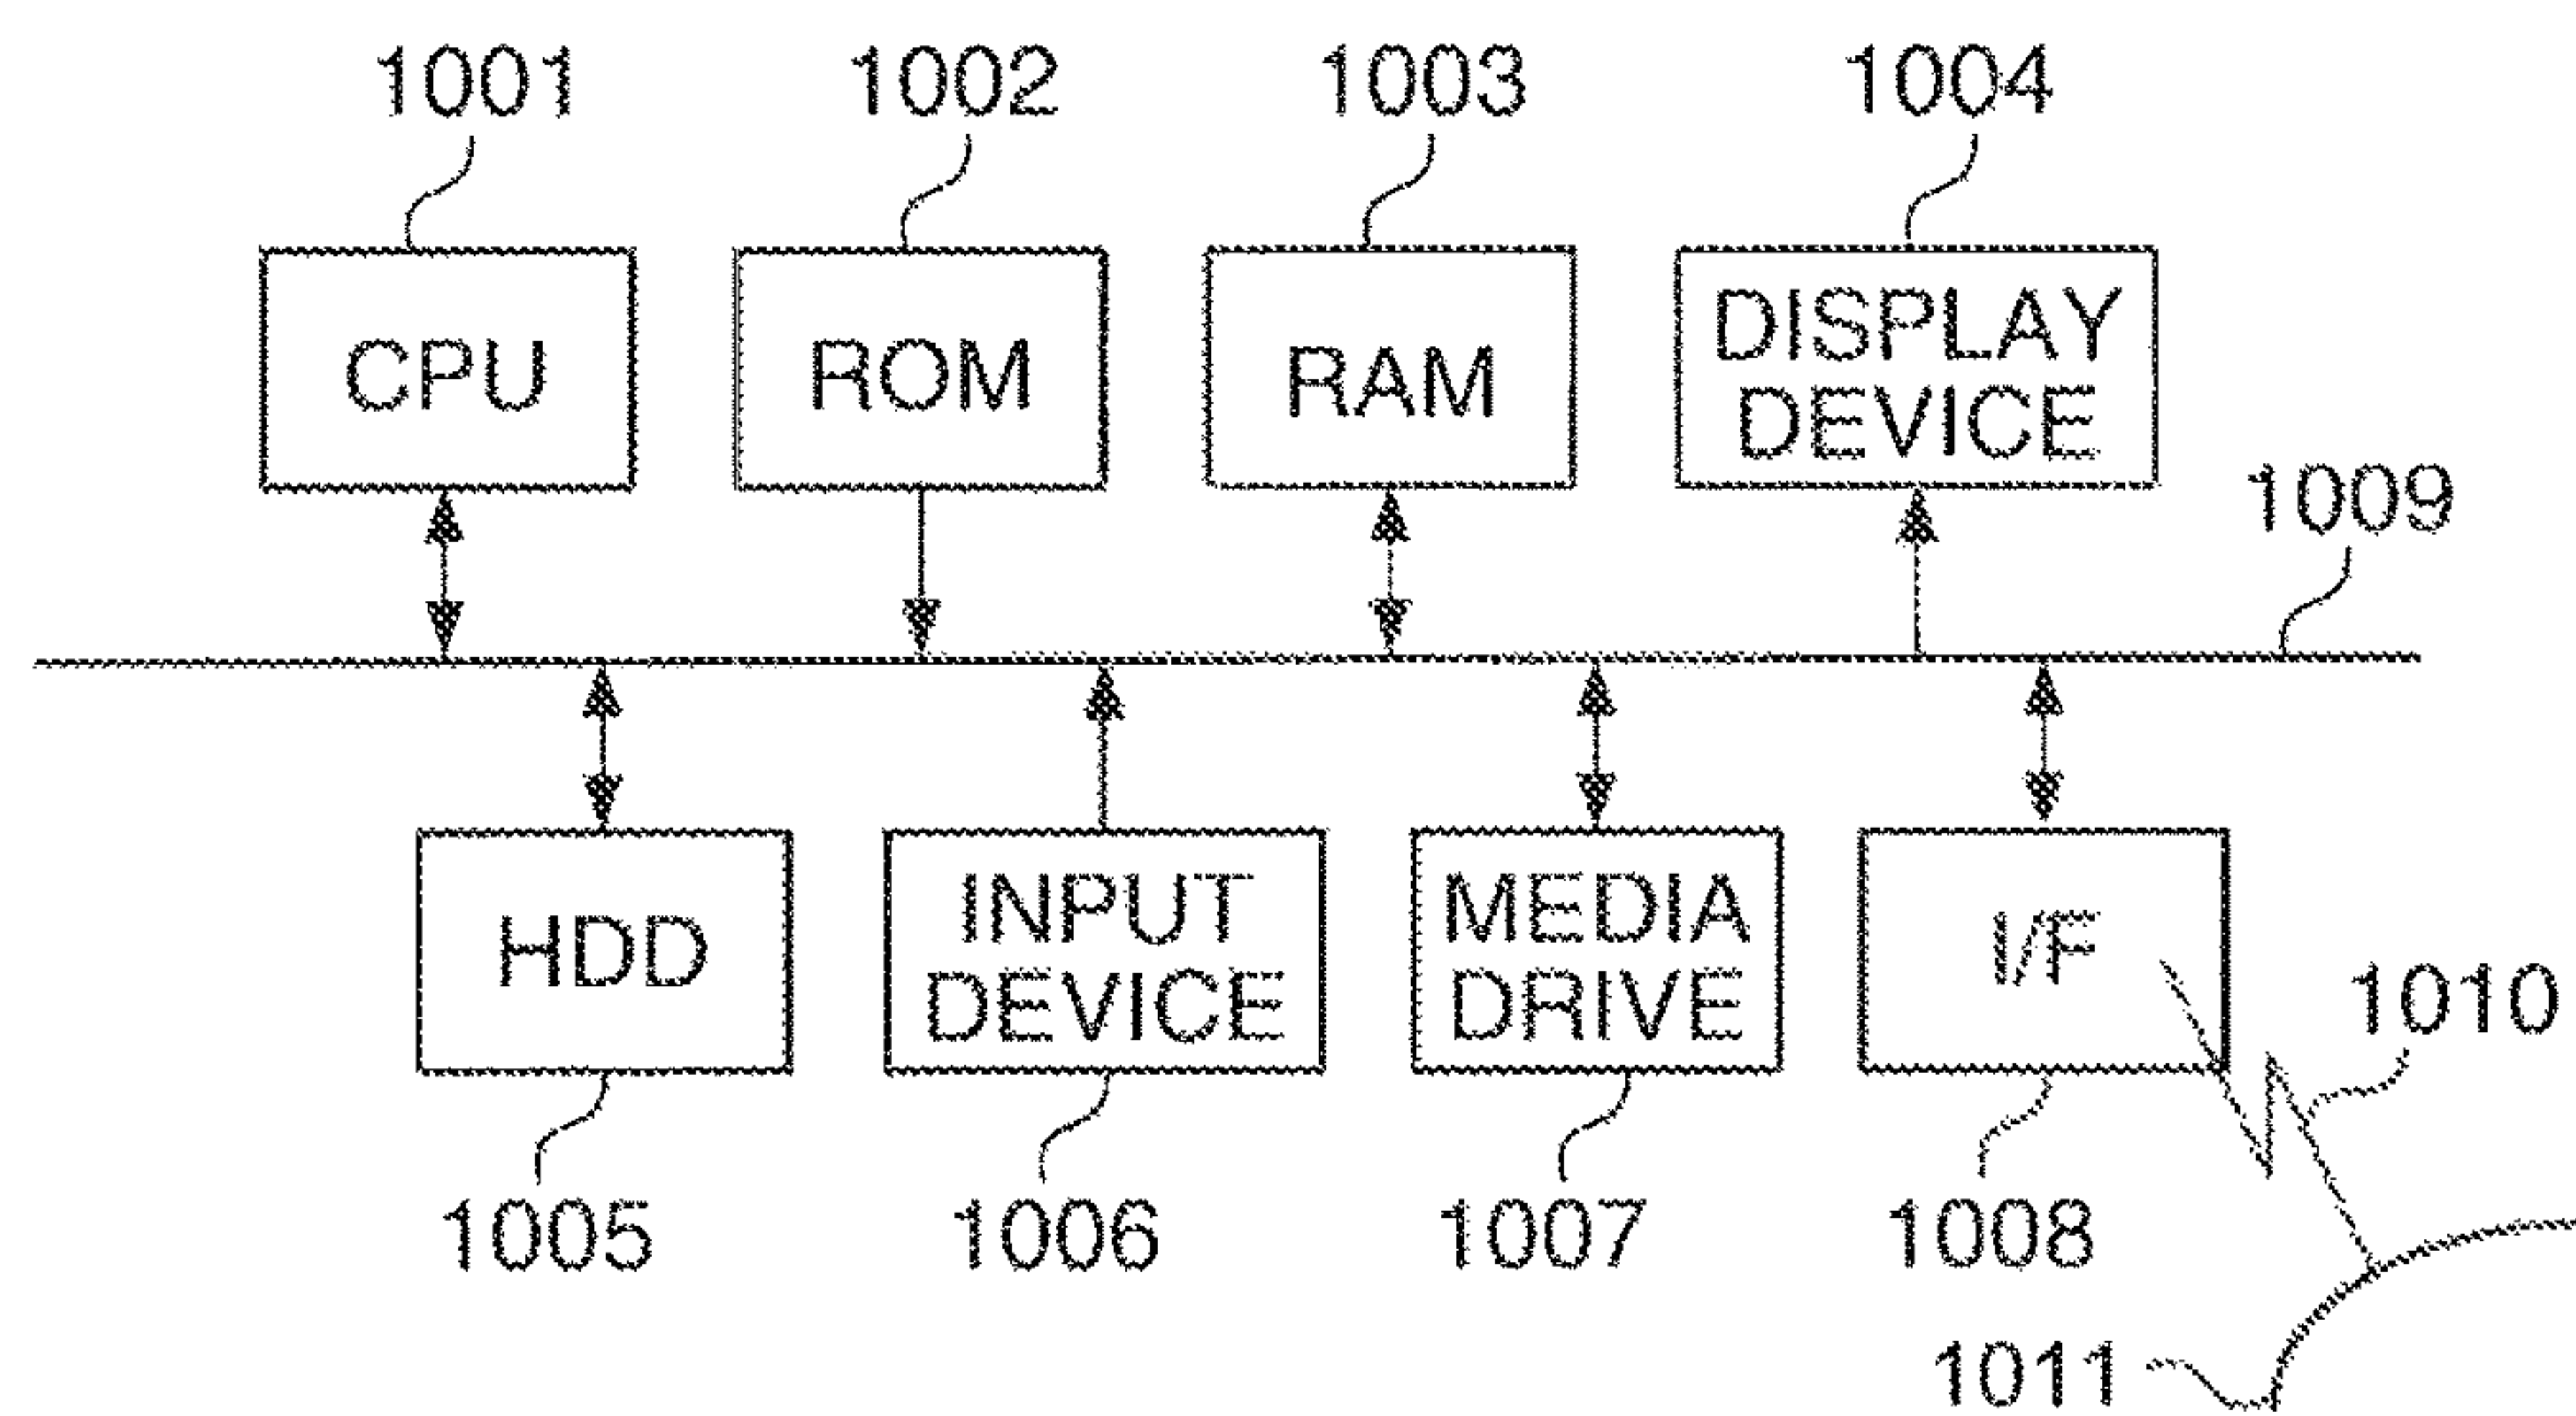 1001 1002 1003 1004
CPU ROM RAM DISPLAY
DEVICE
1009
HDD INPUT
DEVICE MEDIA
DRIVE I/F
1010
1005 1006 1007 1008
1011